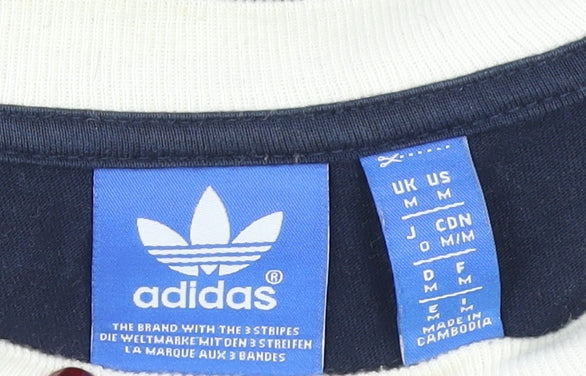 ®
adidas
THE BRAND WITH THE 3 STRIPES
DIE WELTMARKE MIT DEN 3 STREIFEN
LA MARQUE AUX 3 BANDES
UK US
M M
J CDN
O M/M
D F
M M
E I
M M
MADE IN
CAMBODIA